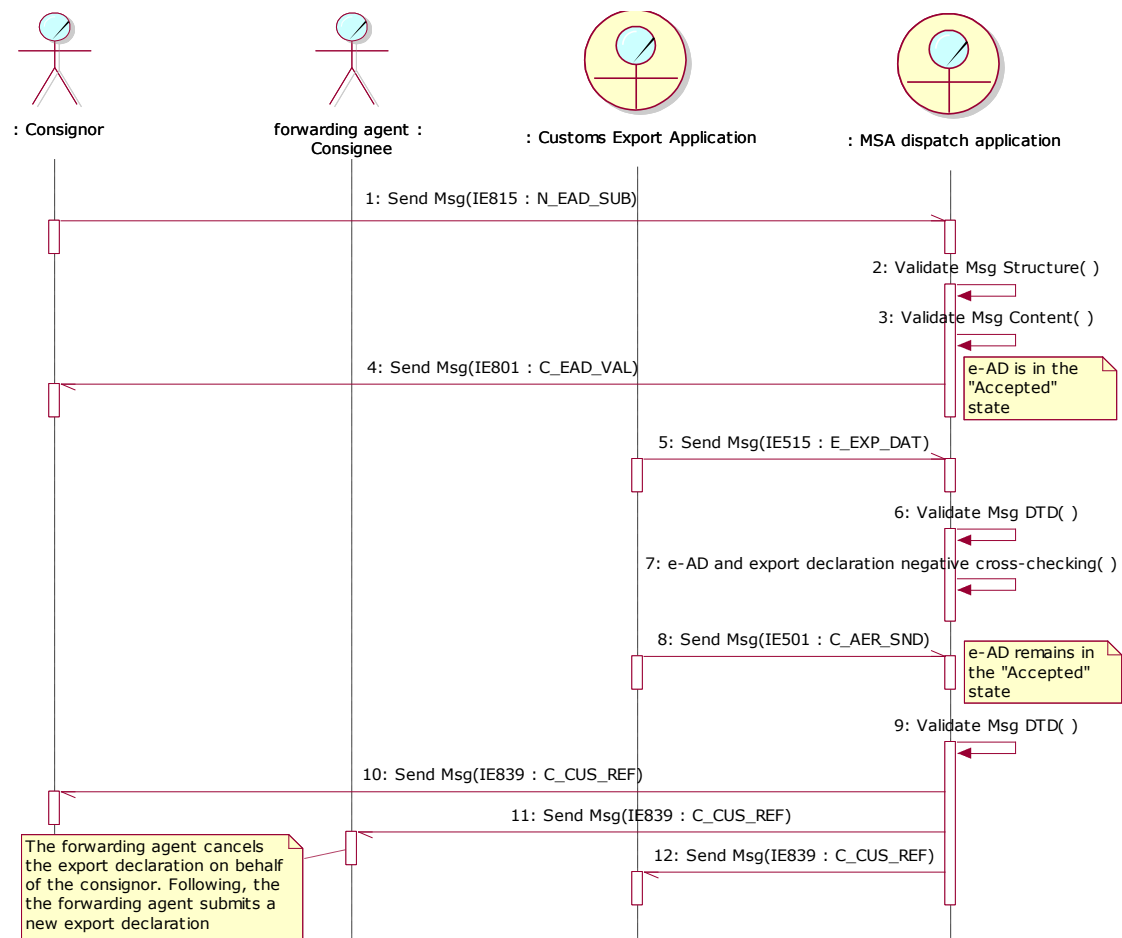 : Consignor
forwarding agent :
Consignee
: Customs Export Application
: MSA dispatch application
1: Send Msg(IE815 : N_EAD_SUB)
2: Validate Msg Structure( )
3: Validate Msg Content( )
4: Send Msg(IE801 : C_EAD_VAL)
e-AD is in the
"Accepted"
state
5: Send Msg(IE515 : E_EXP_DAT)
6: Validate Msg DTD( )
7: e-AD and export declaration negative cross-checking( )
8: Send Msg(IE501 : C_AER_SND)
e-AD remains in
the "Accepted"
state
9: Validate Msg DTD( )
10: Send Msg(IE839 : C_CUS_REF)
11: Send Msg(IE839 : C_CUS_REF)
12: Send Msg(IE839 : C_CUS_REF)
The forwarding agent cancels
the export declaration on behalf
of the consignor. Following, the
the forwarding agent submits a
new export declaration